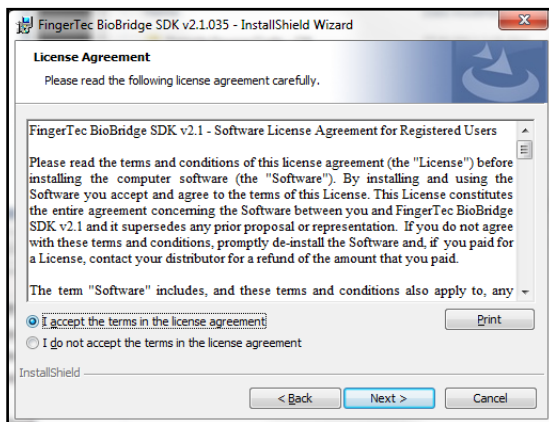 FingerTec BioBridge SDK v2.1.035 - InstallShield Wizard
License Agreement
Please read the following license agreement carefully.
FingerTec BioBridge SDK v2.1 - Software License Agreement for Registered Users
Please read the terms and conditions of this license agreement (the "License") before
installing the computer software (the "Software"). By installing and using the
Software you accept and agree to the terms of this License. This License constitutes
the entire agreement concerning the Software between you and FingerTec BioBridge
SDK v2.1 and it supersedes any prior proposal or representation. If you do not agree
with these terms and conditions, promptly de-install the Software and, if you paid for
a License, contact your distributor for a refund of the amount that you paid.
The term "Software" includes, and these terms and conditions also apply to, any
I accept the terms in the license agreement
Print
I do not accept the terms in the license agreement
InstallShield
< Back
Next >
Cancel